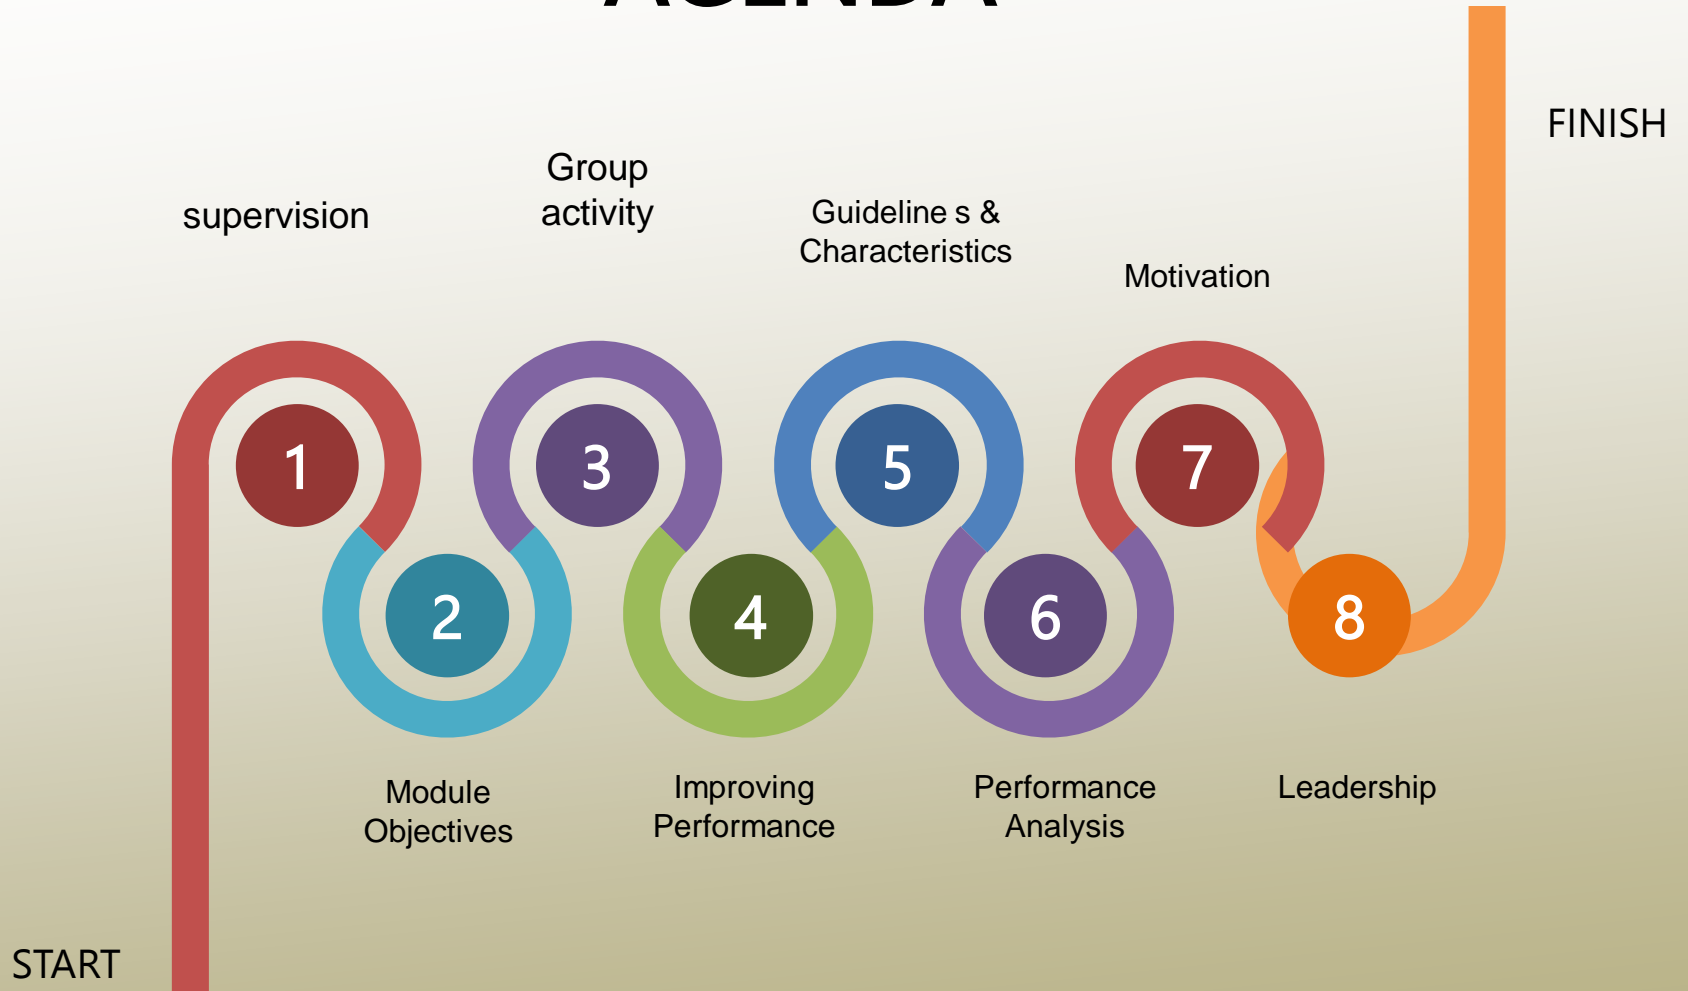 AGENDA
FINISH
supervision
Group
activity
Guideline s &
Characteristics
Motivation
1
3
5
7
2
4
6
8
Module
Objectives
Improving
Performance
Performance
Analysis
Leadership
START